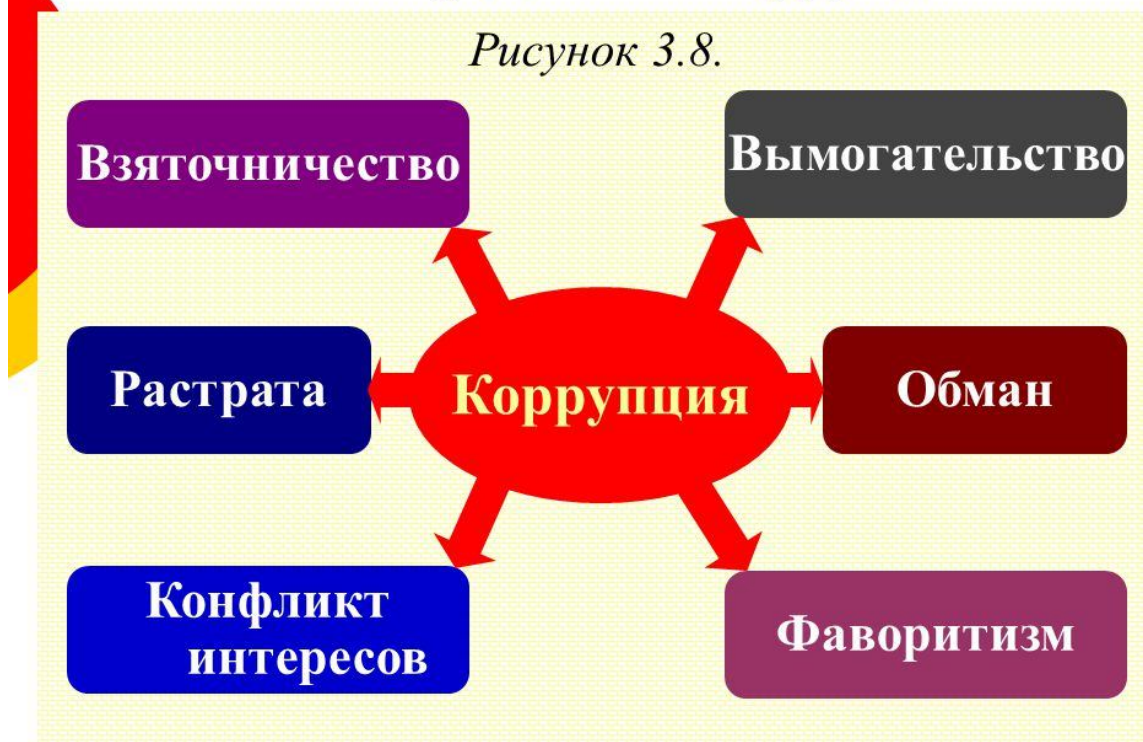 Рисунок 3.8.
Взяточничество
Вымогательство
Растрата
Коррупция
Обман
Конфликт
интересов
Фаворитизм